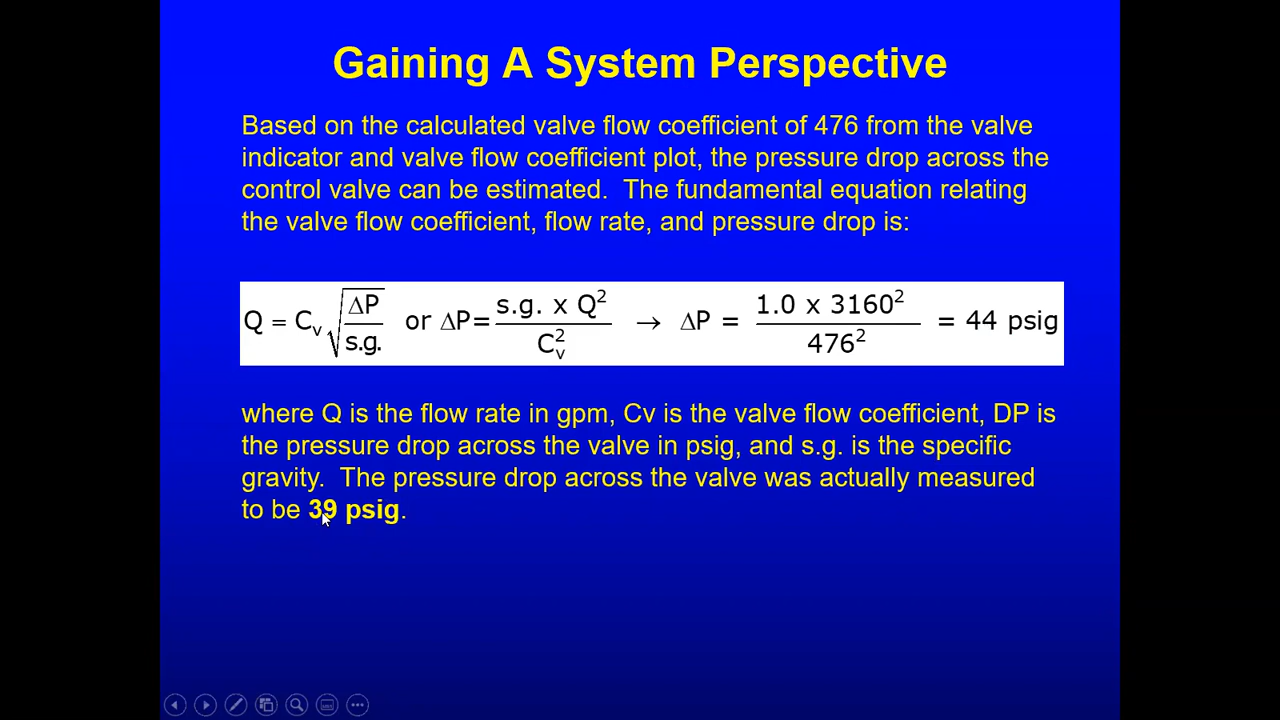 Gaining A System Perspective
Based on the calculated valve flow coefficient of 476 from the valve
indicator and valve flow coefficient plot, the pressure drop across the
control valve can be estimated.  The fundamental equation relating
the valve flow coefficient, flow rate, and pressure drop is:
Q = Cᵥ√(ΔP/s.g.) or ΔP= s.g. x Q²/Cᵥ² → ΔP = 1.0 x 3160²/476² = 44 psig
where Q is the flow rate in gpm, Cv is the valve flow coefficient, DP is
the pressure drop across the valve in psig, and s.g. is the specific
gravity.  The pressure drop across the valve was actually measured
to be 39 psig.